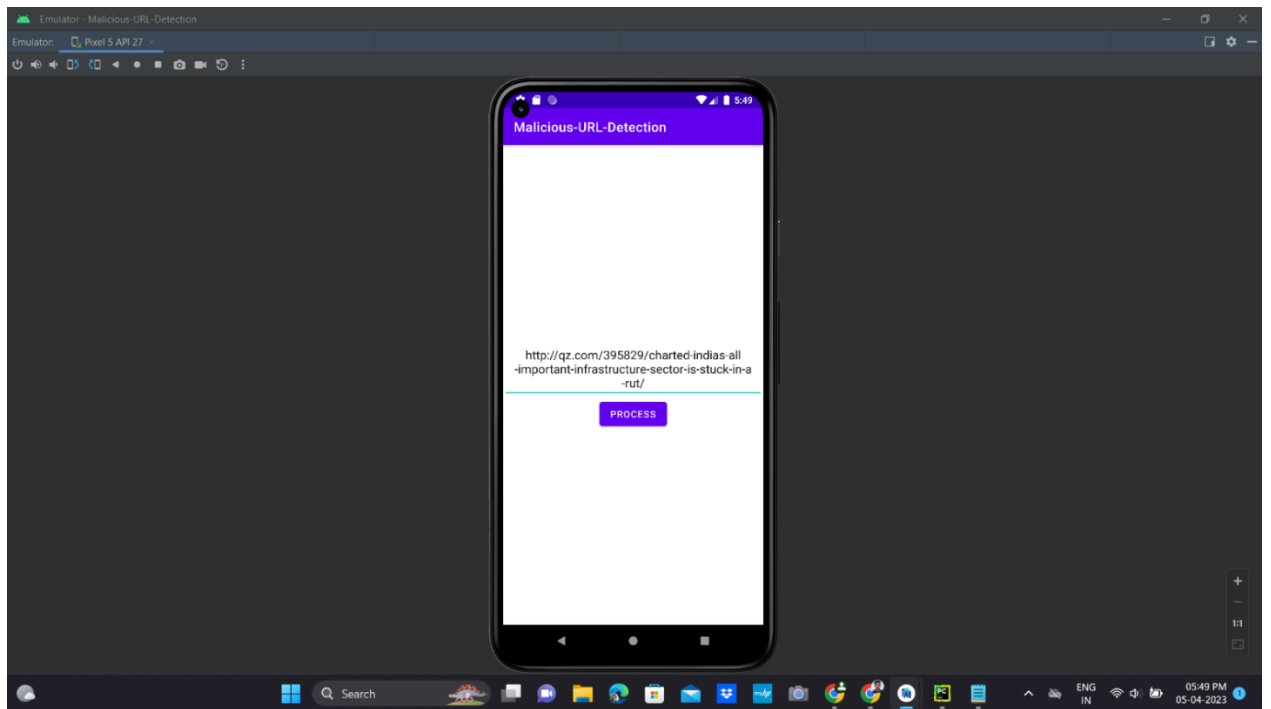 Emulator - Malicious-URL-Detection
Emulator: Pixel 5 API 27
5:49
Malicious-URL-Detection
http://qz.com/395829/charted-indias-all
-important-infrastructure-sector-is-stuck-in-a
-rut/
PROCESS
1:1
Search
ENG
IN
05:49 PM
05-04-2023
1